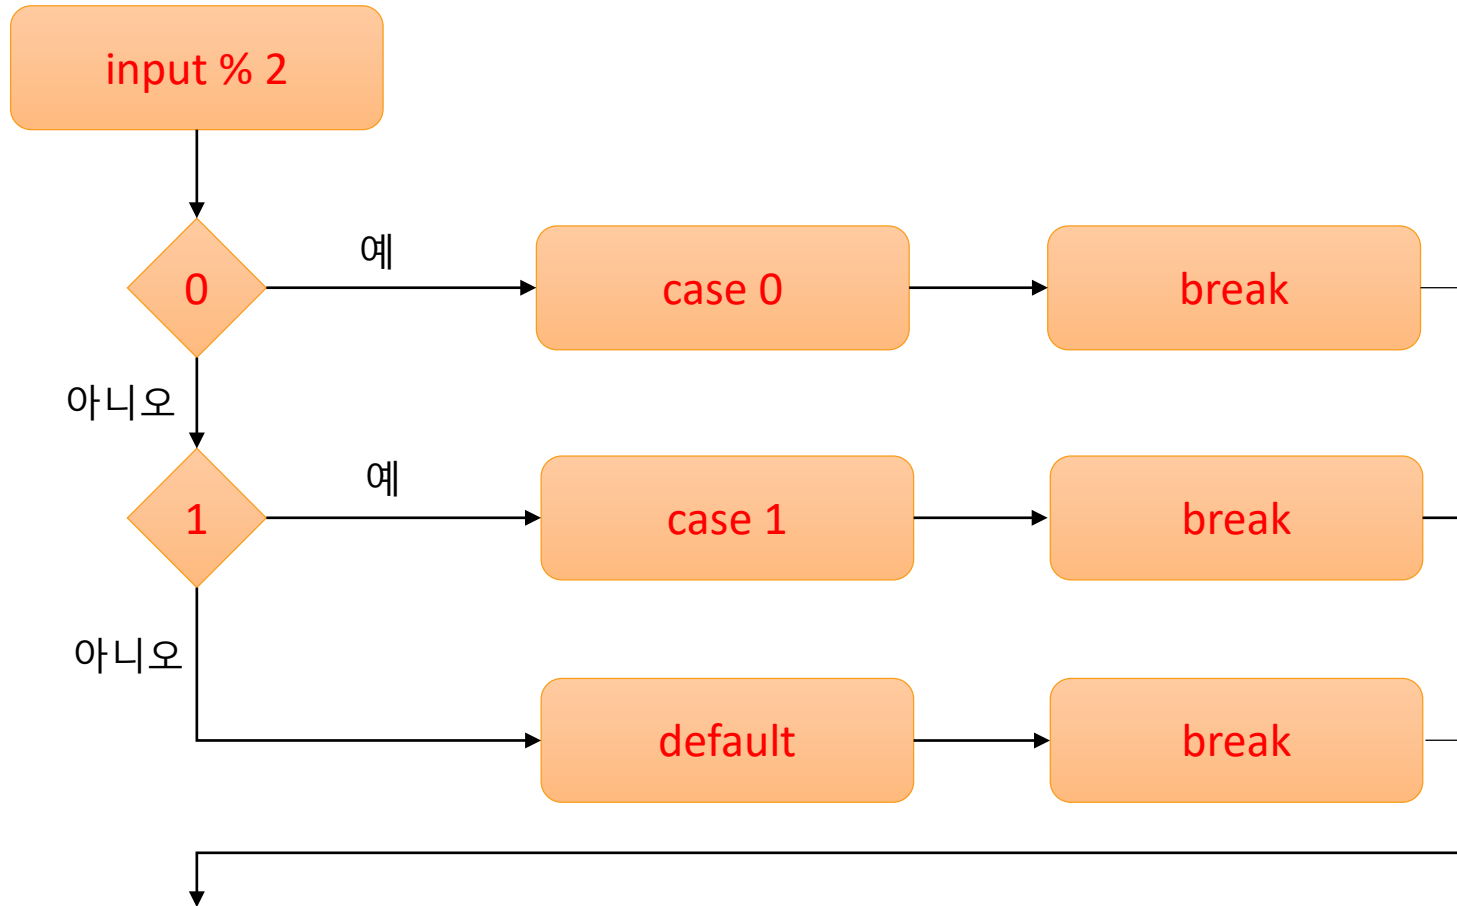 input % 2
0
예
case 0
break
아니오
1
예
case 1
break
아니오
default
break